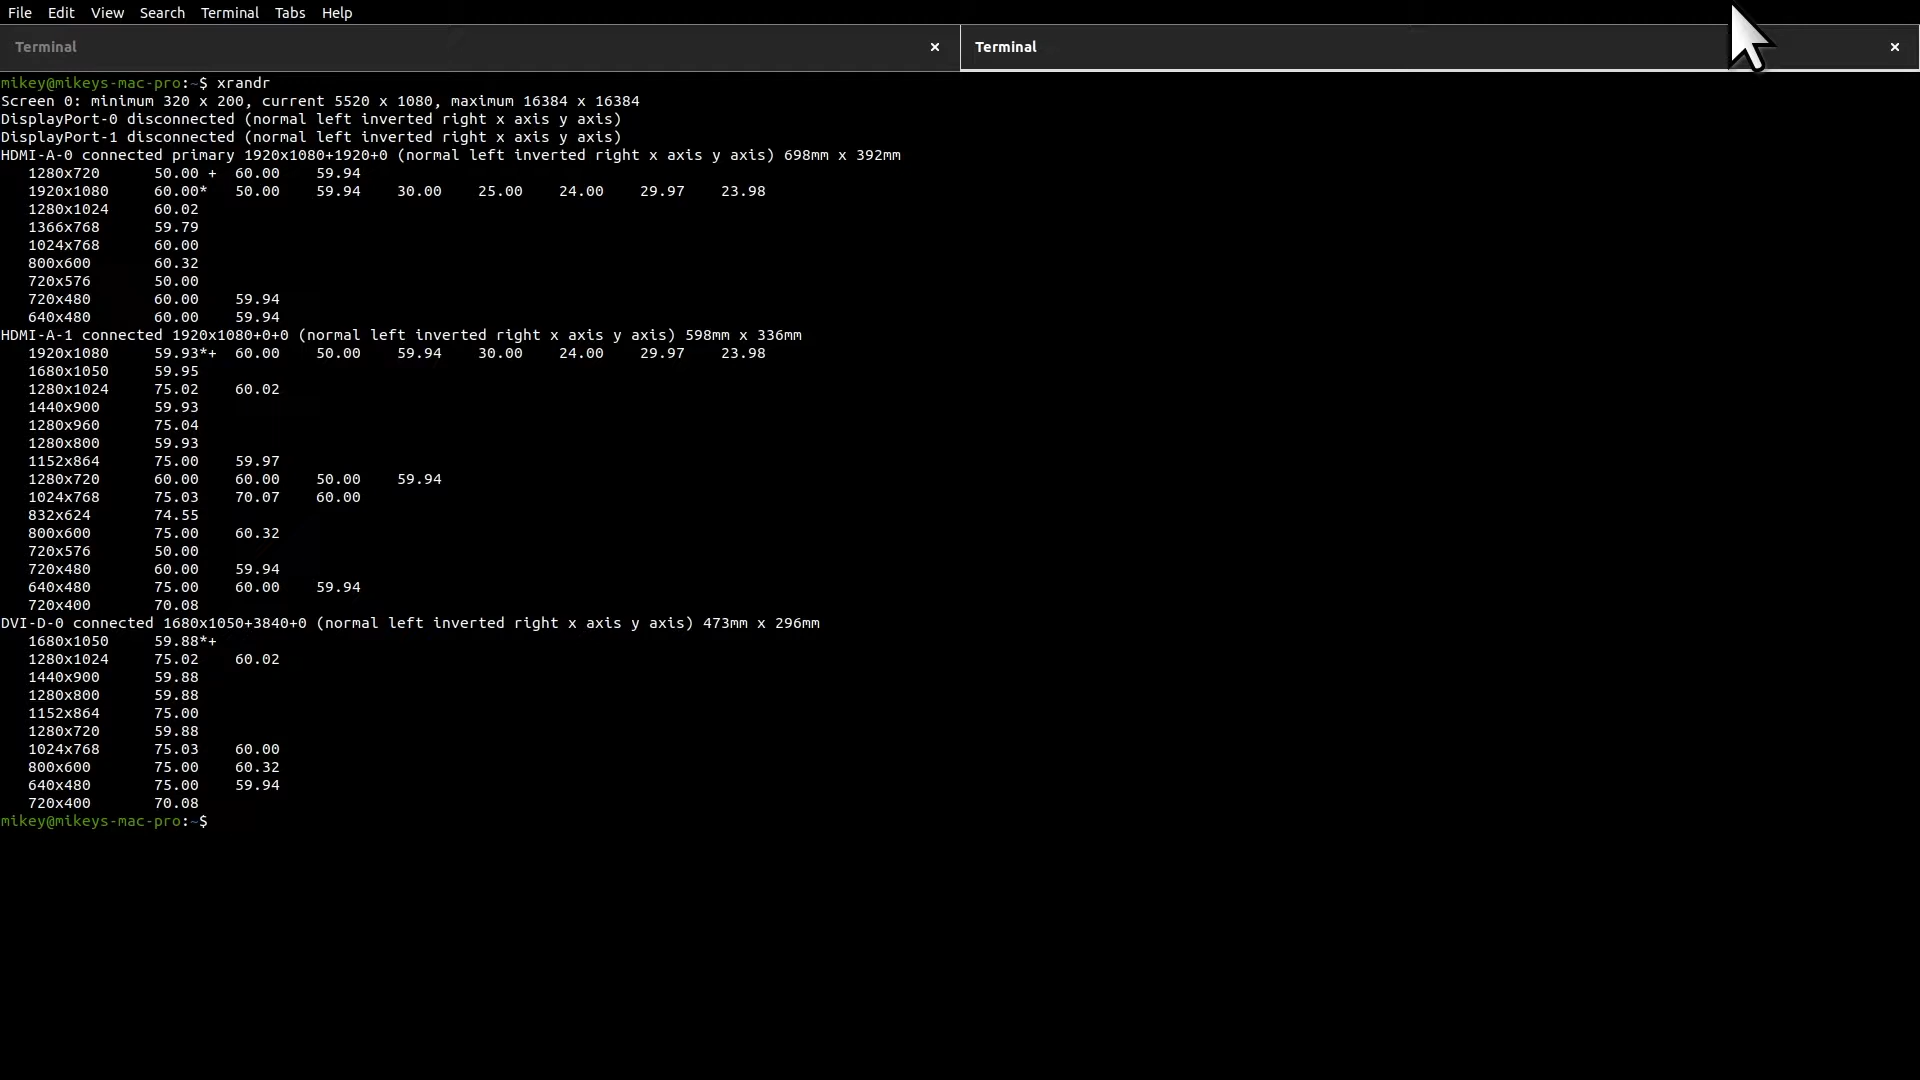 File Edit View Search Terminal Tabs Help
Terminal × Terminal ×
mikey@mikeys-mac-pro:~$ xrandr
Screen 0: minimum 320 x 200, current 5520 x 1080, maximum 16384 x 16384
DisplayPort-0 disconnected (normal left inverted right x axis y axis)
DisplayPort-1 disconnected (normal left inverted right x axis y axis)
HDMI-A-0 connected primary 1920x1080+1920+0 (normal left inverted right x axis y axis) 698mm x 392mm
   1280x720      50.00 +  60.00    59.94
   1920x1080     60.00*   50.00    59.94    30.00    25.00    24.00    29.97    23.98
   1280x1024     60.02
   1366x768      59.79
   1024x768      60.00
   800x600       60.32
   720x576       50.00
   720x480       60.00    59.94
   640x480       60.00    59.94
HDMI-A-1 connected 1920x1080+0+0 (normal left inverted right x axis y axis) 598mm x 336mm
   1920x1080     59.93*+  60.00    50.00    59.94    30.00    24.00    29.97    23.98
   1680x1050     59.95
   1280x1024     75.02    60.02
   1440x900      59.93
   1280x960      75.04
   1280x800      59.93
   1152x864      75.00    59.97
   1280x720      60.00    60.00    50.00    59.94
   1024x768      75.03    70.07    60.00
   832x624       74.55
   800x600       75.00    60.32
   720x576       50.00
   720x480       60.00    59.94
   640x480       75.00    60.00    59.94
   720x400       70.08
DVI-D-0 connected 1680x1050+3840+0 (normal left inverted right x axis y axis) 473mm x 296mm
   1680x1050     59.88*+
   1280x1024     75.02    60.02
   1440x900      59.88
   1280x800      59.88
   1152x864      75.00
   1280x720      59.88
   1024x768      75.03    60.00
   800x600       75.00    60.32
   640x480       75.00    59.94
   720x400       70.08
mikey@mikeys-mac-pro:~$